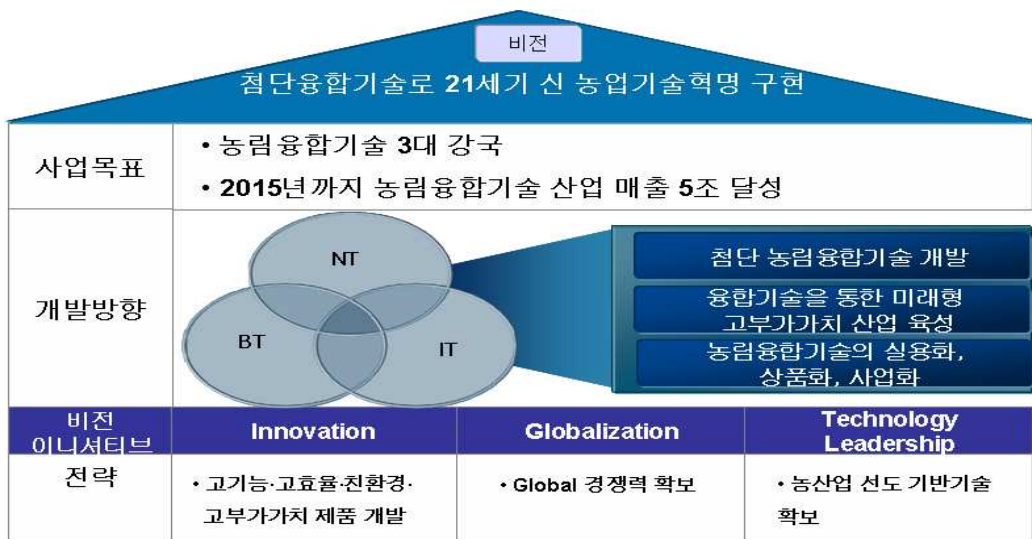 비전
첨단융합기술로 21세기 신 농업기술혁명 구현
사업목표
• 농림융합기술 3대 강국
• 2015년까지 농림융합기술 산업 매출 5조 달성
개발방향
NT
BT
IT
첨단 농림융합기술 개발
융합기술을 통한 미래형
고부가가치 산업 육성
농림융합기술의 실용화,
상품화, 사업화
비전
이니셔티브
Innovation
Globalization
Technology
Leadership
전략
• 고기능·고효율·친환경·
고부가가치 제품 개발
• Global 경쟁력 확보
• 농산업 선도 기반기술
확보